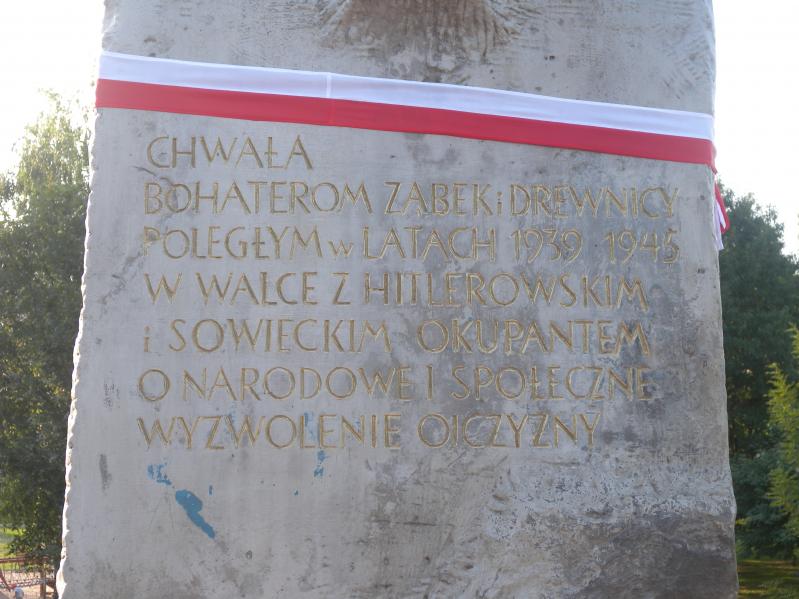 CHWAŁA
BOHATEROM ZĄBEK i DREWNICY
POLEGŁYM w LATACH 1939 1945
W WALCE Z HITLEROWSKIM
i SOWIECKIM OKUPANTEM
O NARODOWE I SPOŁECZNE
WYZWOLENIE OJCZYZNY